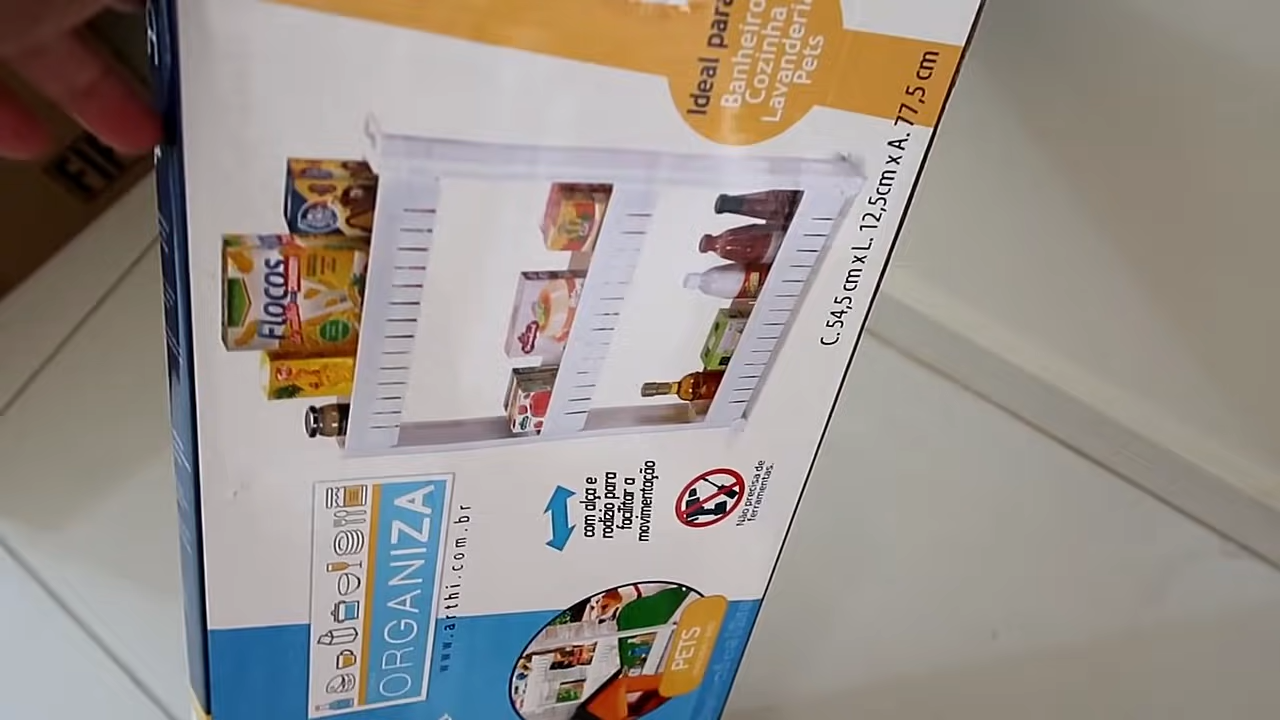 Ideal para
Banheiro
Cozinha
Lavanderia
Pets
FLOCOS
C. 54,5 cm x L. 12,5cm x A. 77,5 cm
ORGANIZA
www.arthi.com.br
com alça e
rodízio para
facilitar a
movimentação
Não precisa de
ferramentas.
PETS